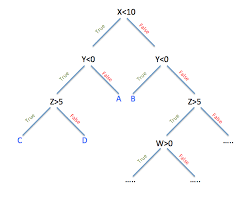 X<10
True False
Y<0 Y<0
True False True False
Z>5 A B Z>5
True False True False
C D W>0 .....
True False
..... .....